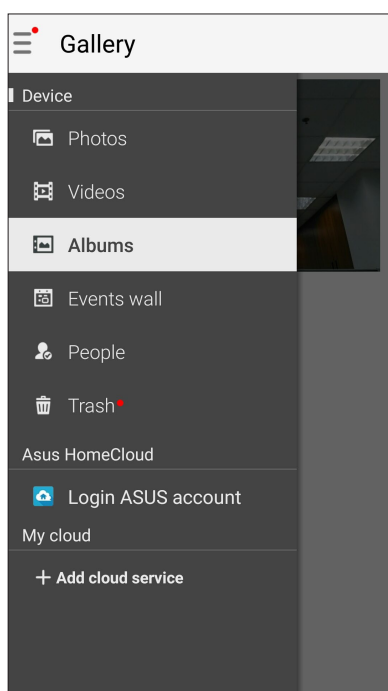 Gallery
Device
Photos
Videos
Albums
Events wall
People
Trash
Asus HomeCloud
Login ASUS account
My cloud
+ Add cloud service